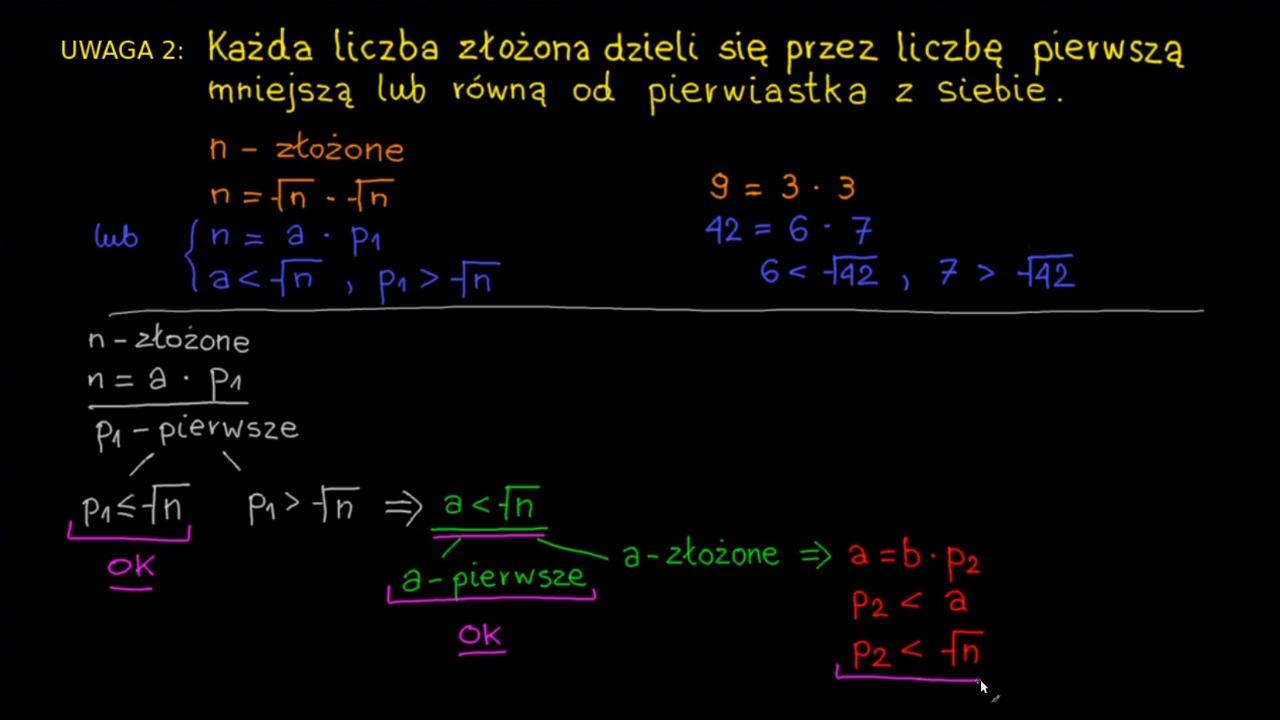 UWAGA 2: Każda liczba złożona dzieli się przez liczbę pierwszą
mniejszą lub równą od pierwiastka z siebie.
n - złożone
n = √n · √n
9 = 3 · 3
lub { n = a · p₁
a < √n , p₁ > √n
42 = 6 · 7
6 < √42 , 7 > √42
n - złożone
n = a · p₁
p₁ - pierwsze
p₁ ≤ √n
OK
p₁ > √n ⇒ a < √n
a - pierwsze
OK
a - złożone ⇒ a = b · p₂
p₂ < a
p₂ < √n